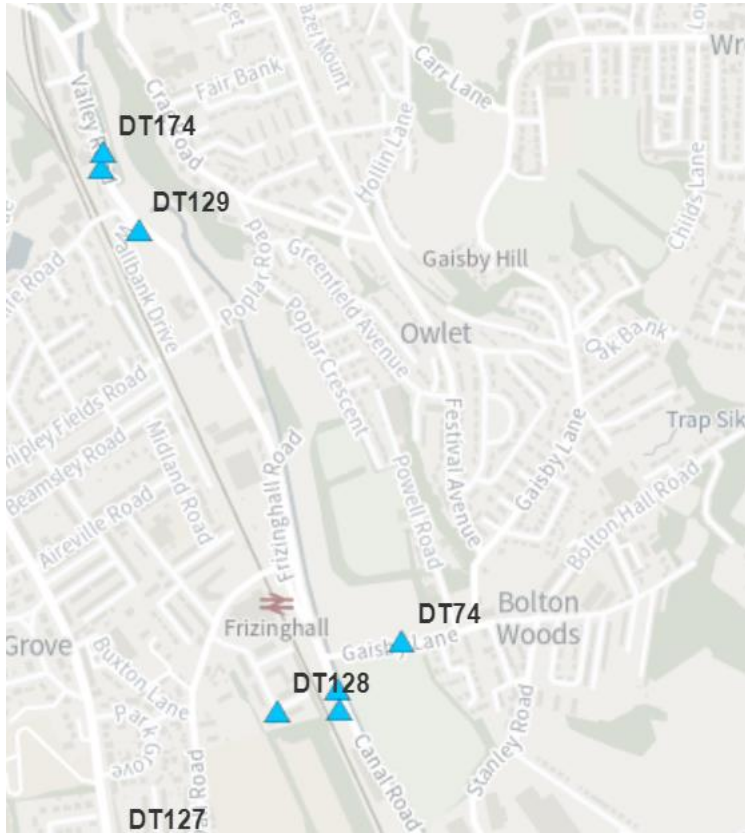 Fair Bank
Carr Lane
Valley Road
DT174
Hollin Lane
Childs Lane
DT129
Gaisby Hill
Wallbank Drive
Poplar Road
Greenfield Avenue
Owlet
Oak Bank
Poplar Crescent
Festival Avenue
Trap Sik
Shipley Fields Road
Beamsley Road
Midland Road
Frizinghall Road
Powell Road
Gaisby Lane
Bolton Hall Road
Aireville Road
DT74
Bolton
Woods
Frizinghall
Gaisby Lane
Grove
Buxton Lane
DT128
Park Grove
Canal Road
Stanley Road
DT127